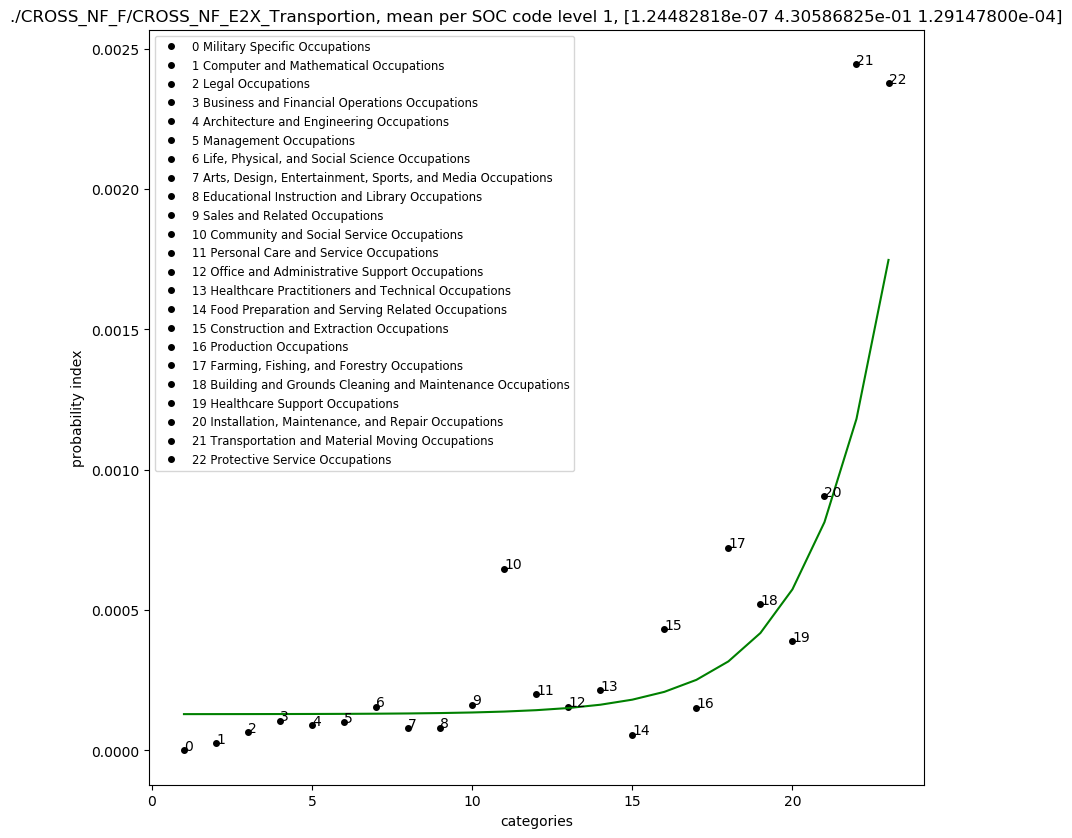 ./CROSS_NF_F/CROSS_NF_E2X_Transportion, mean per SOC code level 1, [1.24482818e-07 4.30586825e-01 1.29147800e-04]
0 Military Specific Occupations
1 Computer and Mathematical Occupations
2 Legal Occupations
3 Business and Financial Operations Occupations
4 Architecture and Engineering Occupations
5 Management Occupations
6 Life, Physical, and Social Science Occupations
7 Arts, Design, Entertainment, Sports, and Media Occupations
8 Educational Instruction and Library Occupations
9 Sales and Related Occupations
10 Community and Social Service Occupations
11 Personal Care and Service Occupations
12 Office and Administrative Support Occupations
13 Healthcare Practitioners and Technical Occupations
14 Food Preparation and Serving Related Occupations
15 Construction and Extraction Occupations
16 Production Occupations
17 Farming, Fishing, and Forestry Occupations
18 Building and Grounds Cleaning and Maintenance Occupations
19 Healthcare Support Occupations
20 Installation, Maintenance, and Repair Occupations
21 Transportation and Material Moving Occupations
22 Protective Service Occupations
probability index
0.0025
0.0020
0.0015
0.0010
0.0005
0.0000
0
1
2
3
4
5
6
7
8
9
10
11
12
13
14
15
16
17
18
19
20
21
22
0
5
10
15
20
categories